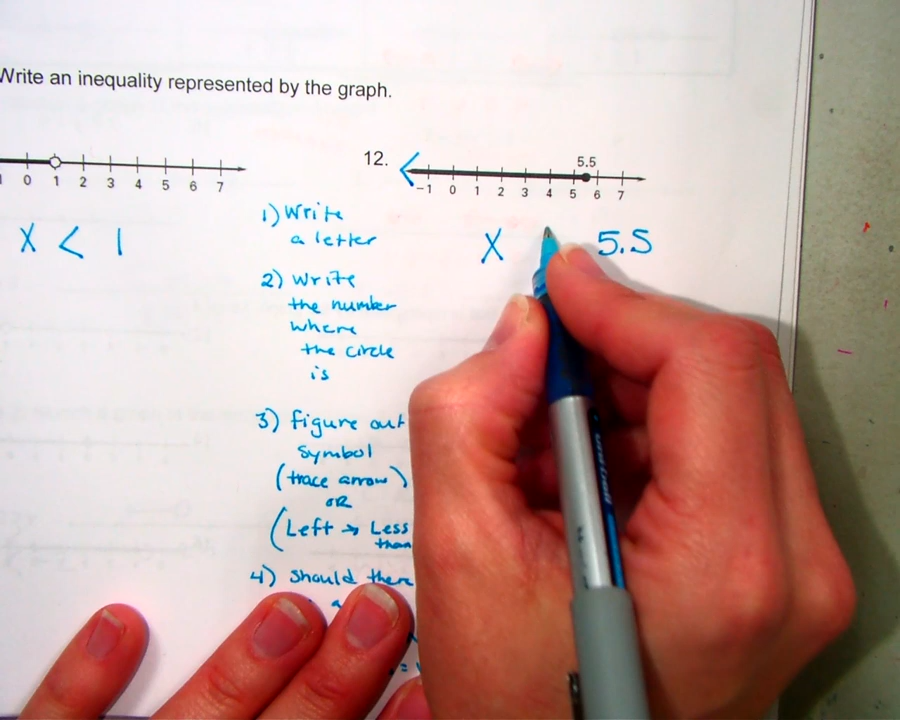 Write an inequality represented by the graph.
0 1 2 3 4 5 6 7
X < 1
12.
5.5
-1 0 1 2 3 4 5 6 7
X 5.5
1) Write
a letter
2) Write
the number
where
the circle
is
3) Figure out
symbol
(trace arrow)
OR
(Left → Less
than
4) Should there
a
=